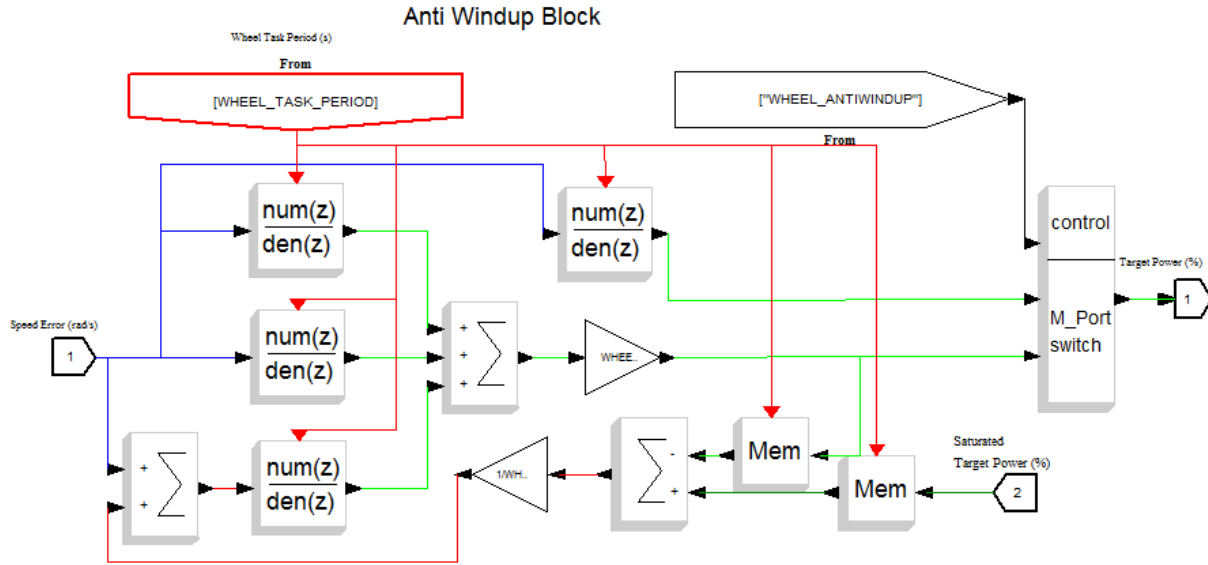 Anti Windup Block
Wheel Task Period (s)
From
[WHEEL_TASK_PERIOD]
["WHEEL_ANTIWINDUP"]
From
num(z)
den(z)
num(z)
den(z)
control
Target Power (%)
1
M_Port
switch
Speed Error (rad/s)
1
num(z)
den(z)
+
+
+
WHEE..
+
+
num(z)
den(z)
1/WH..
-
+
Mem
Mem
Saturated
Target Power (%)
2